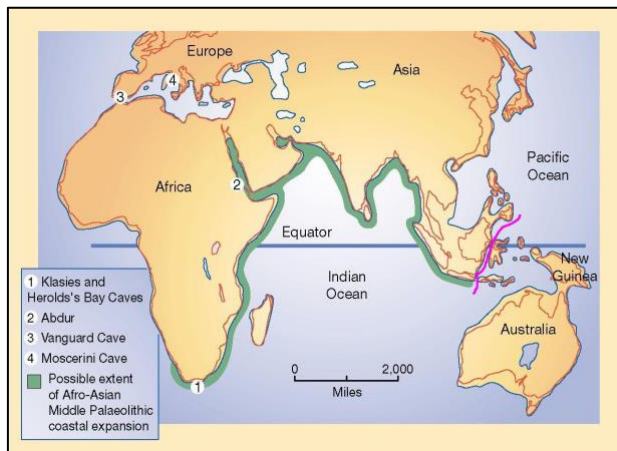 Europe
Asia
4
3
Pacific
Ocean
Africa
2
Equator
New
Guinea
Indian
Ocean
Australia
1 Klasies and
Herolds's Bay Caves
2 Abdur
3 Vanguard Cave
4 Moscerini Cave
Possible extent
of Afro-Asian
Middle Palaeolithic
coastal expansion
1
0 2,000
Miles